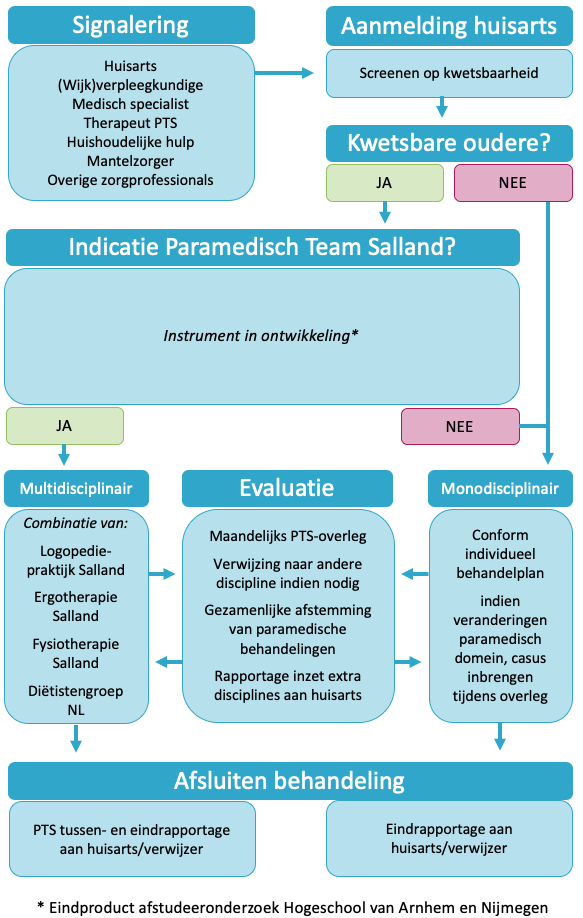 Signalering
Huisarts
(Wijk)verpleegkundige
Medisch specialist
Therapeut PTS
Huishoudelijke hulp
Mantelzorger
Overige zorgprofessionals
Aanmelding huisarts
Screenen op kwetsbaarheid
Kwetsbare oudere?
JA
NEE
Indicatie Paramedisch Team Salland?
Instrument in ontwikkeling*
JA
NEE
Multidisciplinair
Combinatie van:
Logopedie-
praktijk Salland
Ergotherapie
Salland
Fysiotherapie
Salland
Diëtistengroep
NL
Evaluatie
Maandelijks PTS-overleg
Verwijzing naar andere
discipline indien nodig
Gezamenlijke afstemming
van paramedische
behandelingen
Rapportage inzet extra
disciplines aan huisarts
Monodisciplinair
Conform
individueel
behandelplan
indien
veranderingen
paramedisch
domein, casus
inbrengen
tijdens overleg
Afsluiten behandeling
PTS tussen- en eindrapportage
aan huisarts/verwijzer
Eindrapportage aan
huisarts/verwijzer
* Eindproduct afstudeeronderzoek Hogeschool van Arnhem en Nijmegen